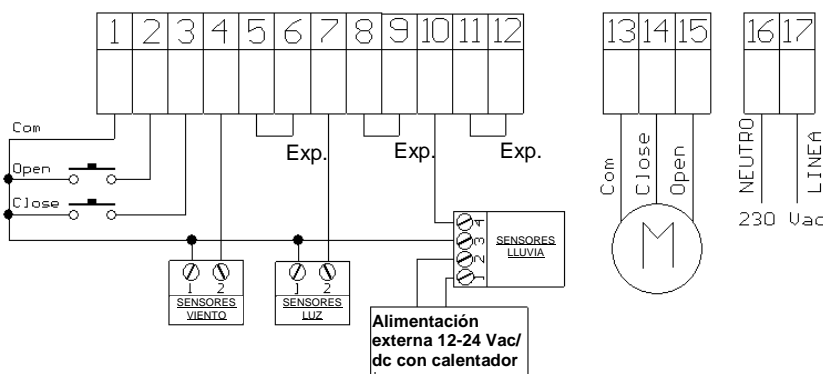 1 2 3 4 5 6 7 8 9 10 11 12
13 14 15
16 17
Com
Open
Close
Exp.
Exp.
Exp.
Com
Close
Open
NEUTRO
LINEA
230 Vac
M
1 2
SENSORES
VIENTO
1 2
SENSORES
LUZ
4
3
2
1
SENSORES
LLUVIA
Alimentación
externa 12-24 Vac/
dc con calentador